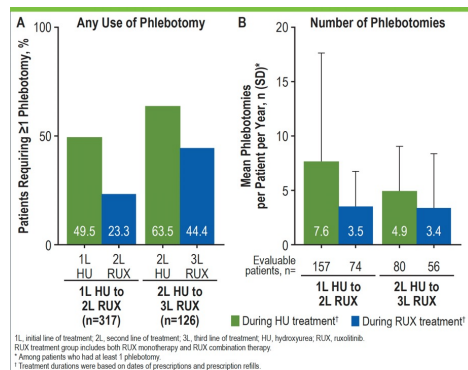 A Any Use of Phlebotomy
Patients Requiring ≥1 Phlebotomy, %
100
50
0
49.5 23.3 63.5 44.4
1L HU 2L RUX 2L HU 3L RUX
1L HU to 2L RUX (n=317)
2L HU to 3L RUX (n=126)
B Number of Phlebotomies
Mean Phlebotomies per Patient per Year, n (SD)*
20
15
10
5
0
7.6 3.5 4.9 3.4
Evaluable patients, n= 157 74 80 56
1L HU to 2L RUX
2L HU to 3L RUX
During HU treatment† During RUX treatment†
1L, initial line of treatment; 2L, second line of treatment; 3L, third line of treatment; HU, hydroxyurea; RUX, ruxolitinib.
RUX treatment group includes both RUX monotherapy and RUX combination therapy.
* Among patients who had at least 1 phlebotomy.
† Treatment durations were based on dates of prescriptions and prescription refills.